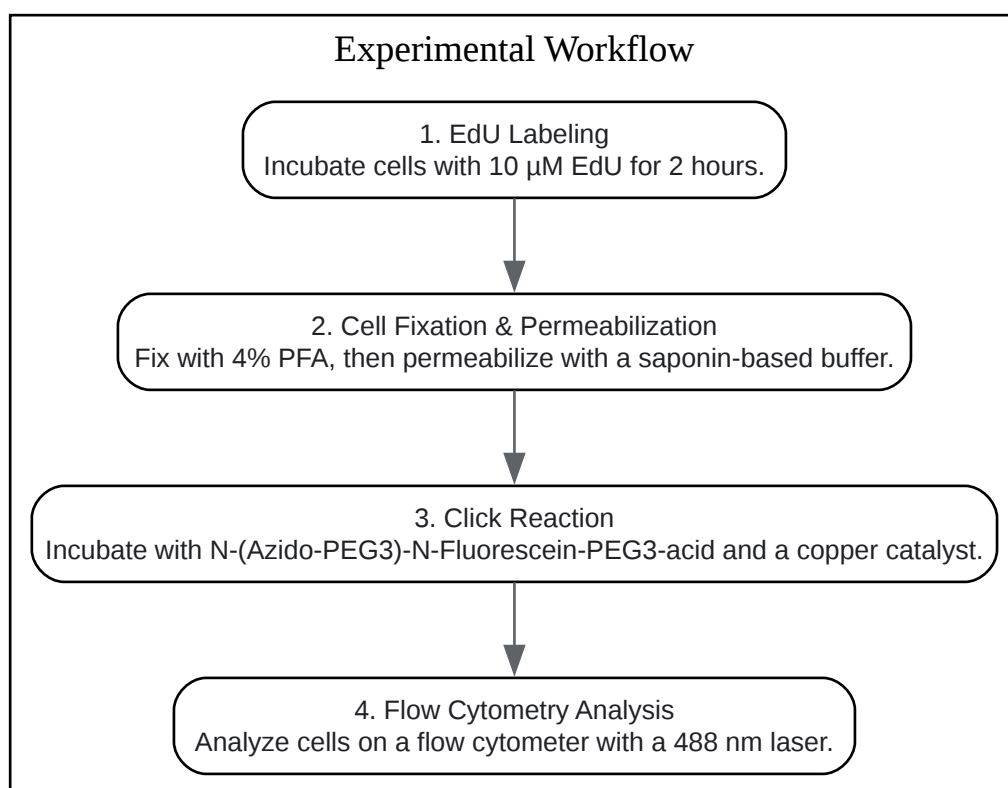 Experimental Workflow
1. EdU Labeling
Incubate cells with 10 µM EdU for 2 hours.
2. Cell Fixation & Permeabilization
Fix with 4% PFA, then permeabilize with a saponin-based buffer.
3. Click Reaction
Incubate with N-(Azido-PEG3)-N-Fluorescein-PEG3-acid and a copper catalyst.
4. Flow Cytometry Analysis
Analyze cells on a flow cytometer with a 488 nm laser.